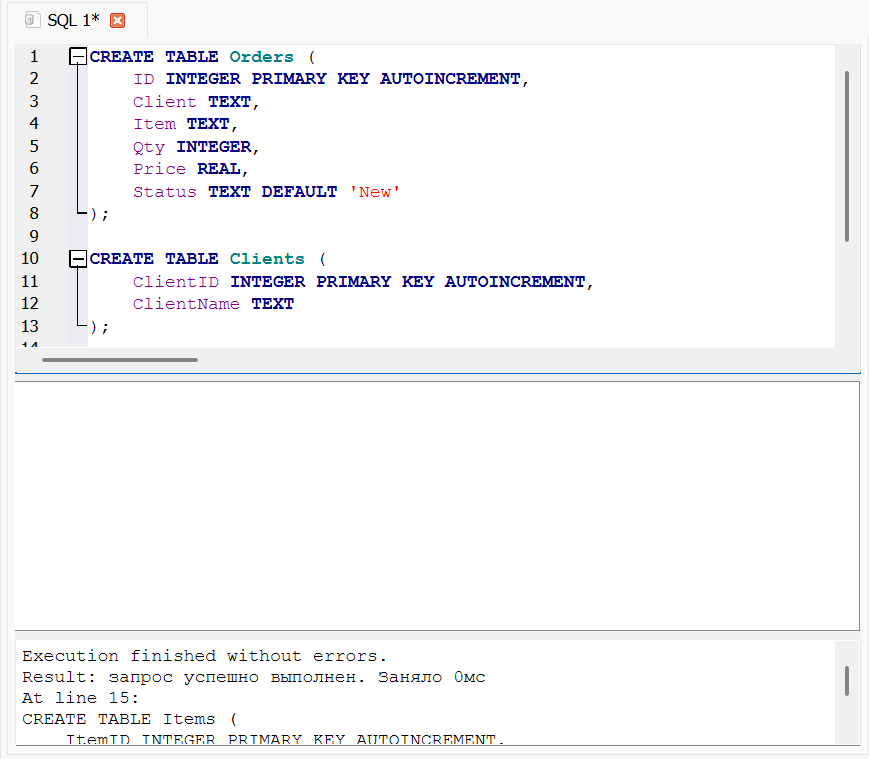 SQL 1*
1 CREATE TABLE Orders (
2 ID INTEGER PRIMARY KEY AUTOINCREMENT,
3 Client TEXT,
4 Item TEXT,
5 Qty INTEGER,
6 Price REAL,
7 Status TEXT DEFAULT 'New'
8 );
9
10 CREATE TABLE Clients (
11 ClientID INTEGER PRIMARY KEY AUTOINCREMENT,
12 ClientName TEXT
13 );
14
Execution finished without errors.
Result: запрос успешно выполнен. Заняло 0мс
At line 15:
CREATE TABLE Items (
ItemID INTEGER PRIMARY KEY AUTOINCREMENT,